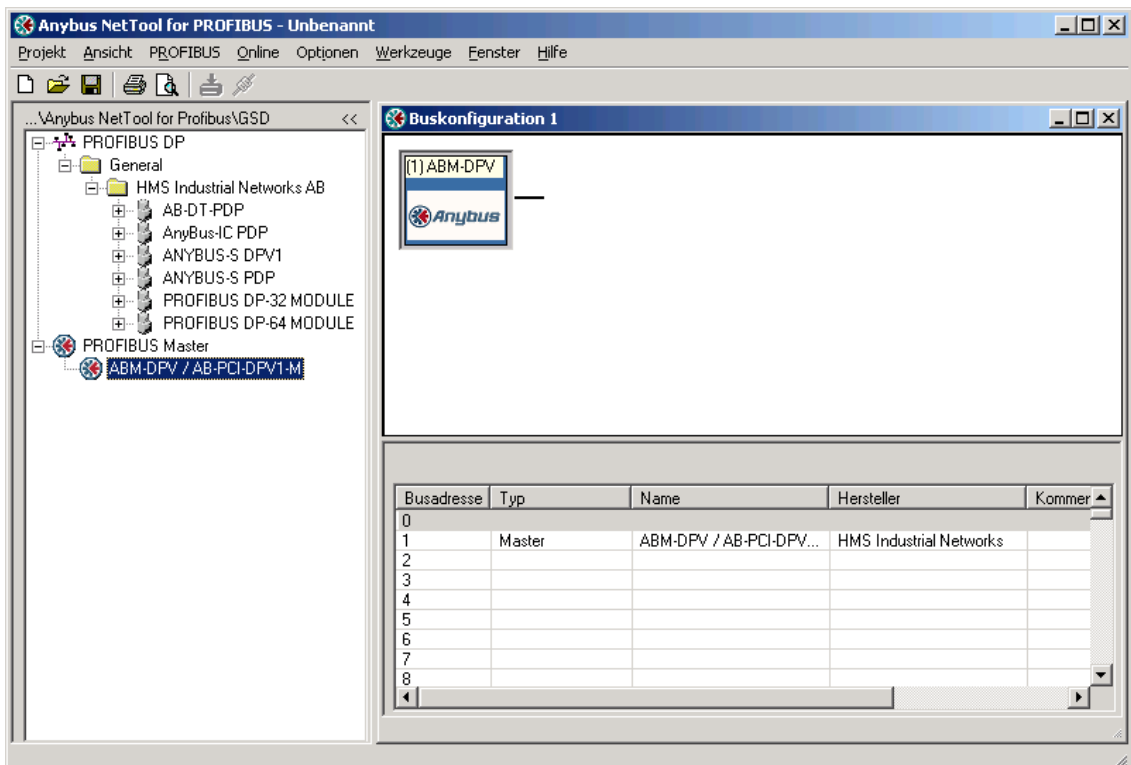 Anybus NetTool for PROFIBUS - Unbenannt
Projekt Ansicht PROFIBUS Online Optionen Werkzeuge Fenster Hilfe
...\Anybus NetTool for Profibus\GSD <<
PROFIBUS DP
General
HMS Industrial Networks AB
AB-DT-PDP
AnyBus-IC PDP
ANYBUS-S DPV1
ANYBUS-S PDP
PROFIBUS DP-32 MODULE
PROFIBUS DP-64 MODULE
PROFIBUS Master
ABM-DPV / AB-PCI-DPV1-M
Buskonfiguration 1
(1) ABM-DPV
Anybus
Busadresse Typ Name Hersteller Kommer
0
1 Master ABM-DPV / AB-PCI-DPV... HMS Industrial Networks
2
3
4
5
6
7
8